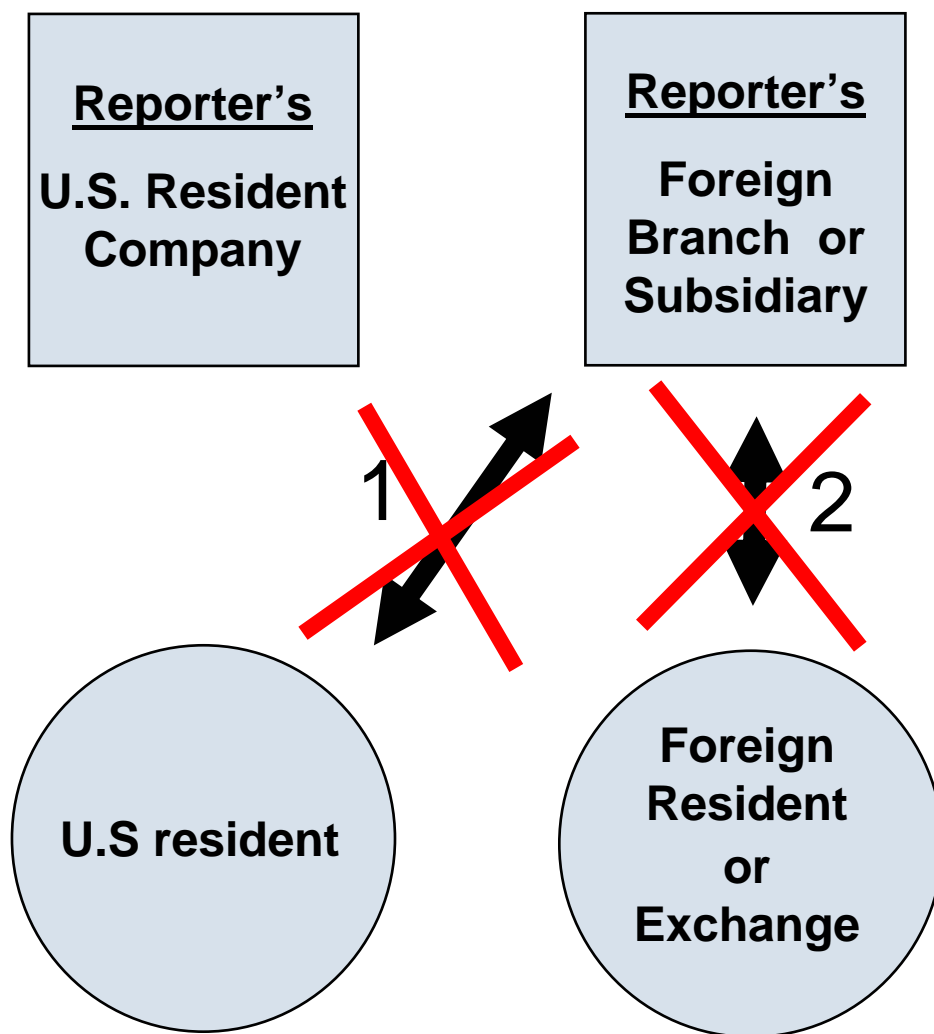 Reporter’s
U.S. Resident
Company
Reporter’s
Foreign
Branch or
Subsidiary
1
2
U.S resident
Foreign
Resident
or
Exchange